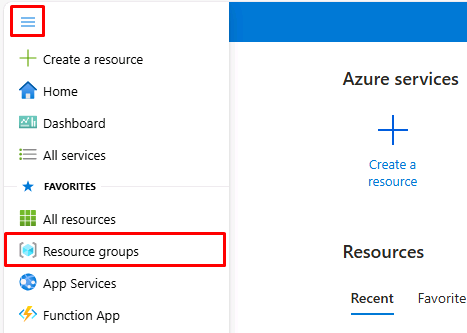 Create a resource
Home
Dashboard
All services
FAVORITES
All resources
Resource groups
App Services
Function App
Azure services
Create a
resource
Resources
Recent Favorite